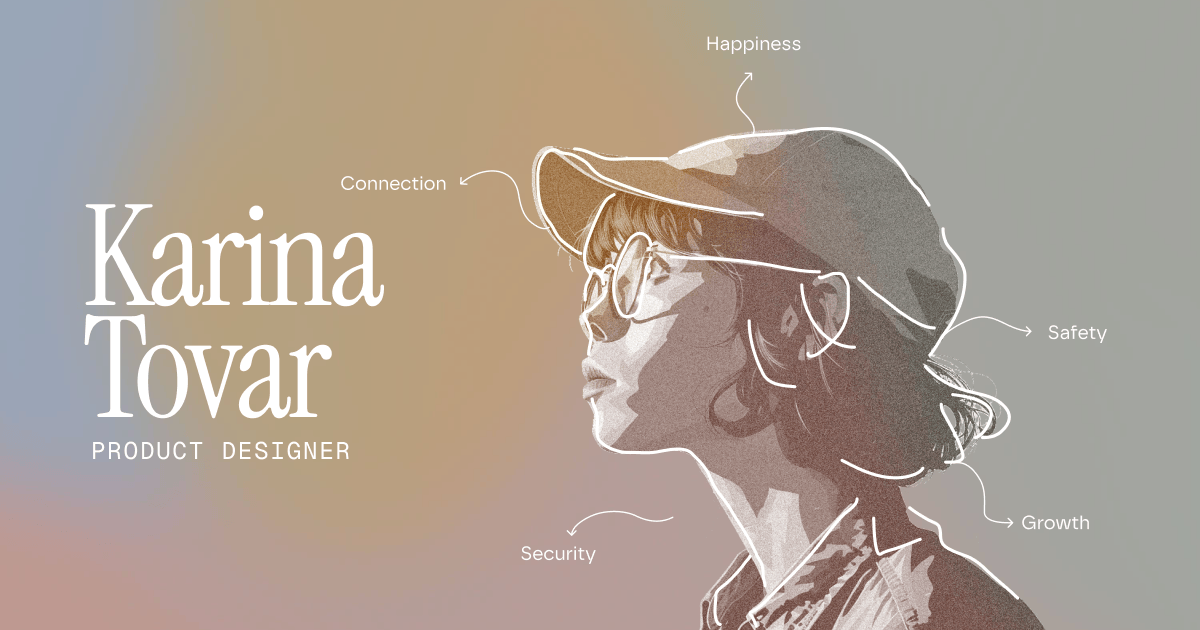 Happiness
Connection
Karina
Tovar
PRODUCT DESIGNER
Safety
Growth
Security